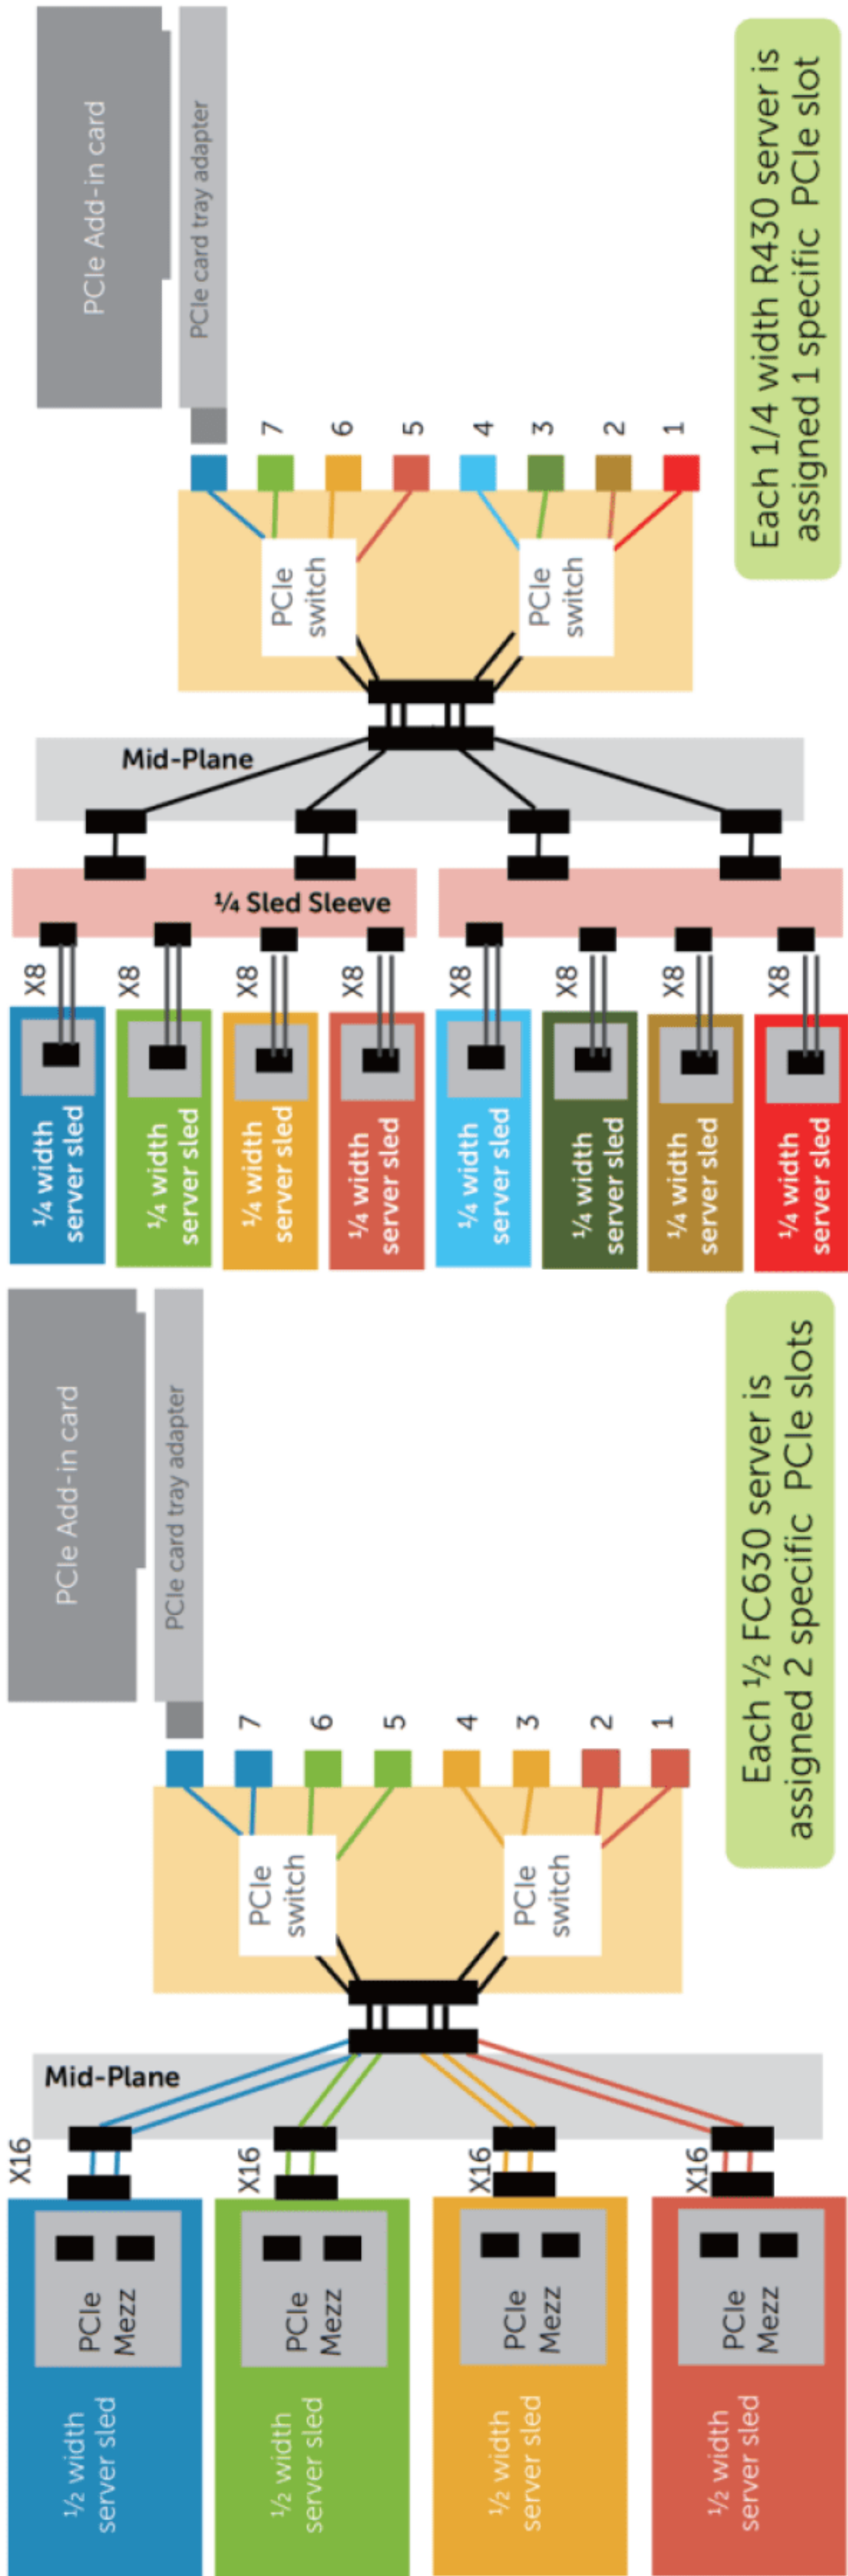 ½ width
server sled
PCIe
Mezz
X16
½ width
server sled
PCIe
Mezz
X16
½ width
server sled
PCIe
Mezz
X16
½ width
server sled
PCIe
Mezz
X16
Mid-Plane
PCIe
switch
PCIe
switch
7
6
5
4
3
2
1
PCIe Add-in card
PCIe card tray adapter
Each ½ FC630 server is
assigned 2 specific PCIe slots
¼ width
server sled
X8
¼ width
server sled
X8
¼ width
server sled
X8
¼ width
server sled
X8
¼ width
server sled
X8
¼ width
server sled
X8
¼ width
server sled
X8
¼ width
server sled
X8
¼ Sled Sleeve
Mid-Plane
PCIe
switch
PCIe
switch
7
6
5
4
3
2
1
PCIe Add-in card
PCIe card tray adapter
Each 1/4 width R430 server is
assigned 1 specific PCIe slot